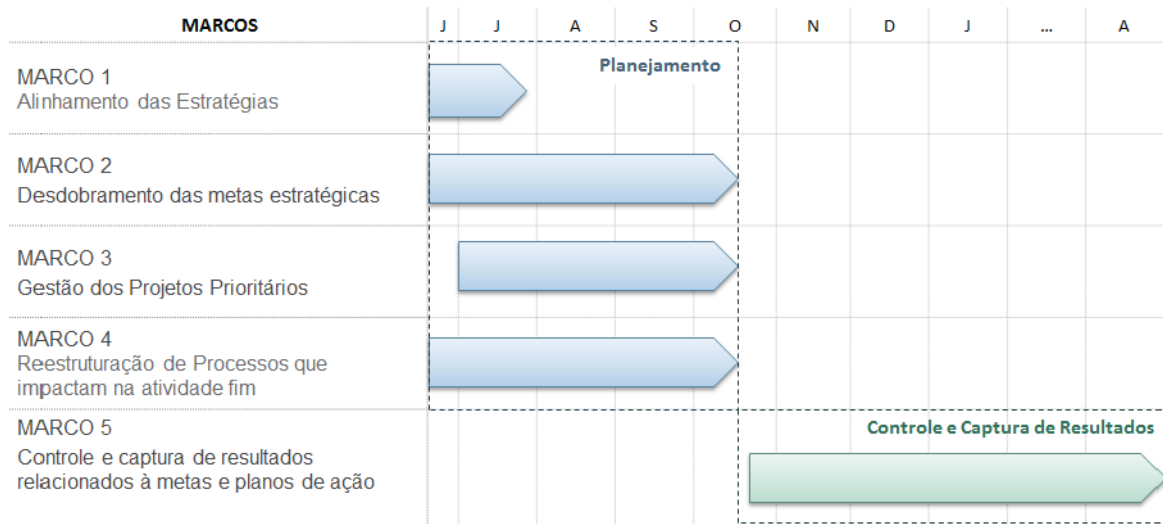 MARCOS J J A S O N D J ... A
Planejamento
MARCO 1
Alinhamento das Estratégias
MARCO 2
Desdobramento das metas estratégicas
MARCO 3
Gestão dos Projetos Prioritários
MARCO 4
Reestruturação de Processos que
impactam na atividade fim
MARCO 5
Controle e Captura de Resultados
Controle e captura de resultados
relacionados à metas e planos de ação